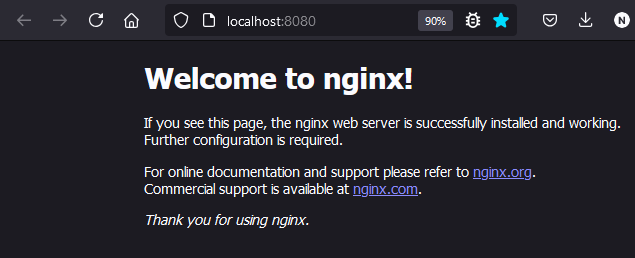 localhost:8080
90%
N
Welcome to nginx!
If you see this page, the nginx web server is successfully installed and working.
Further configuration is required.
For online documentation and support please refer to nginx.org.
Commercial support is available at nginx.com.
Thank you for using nginx.